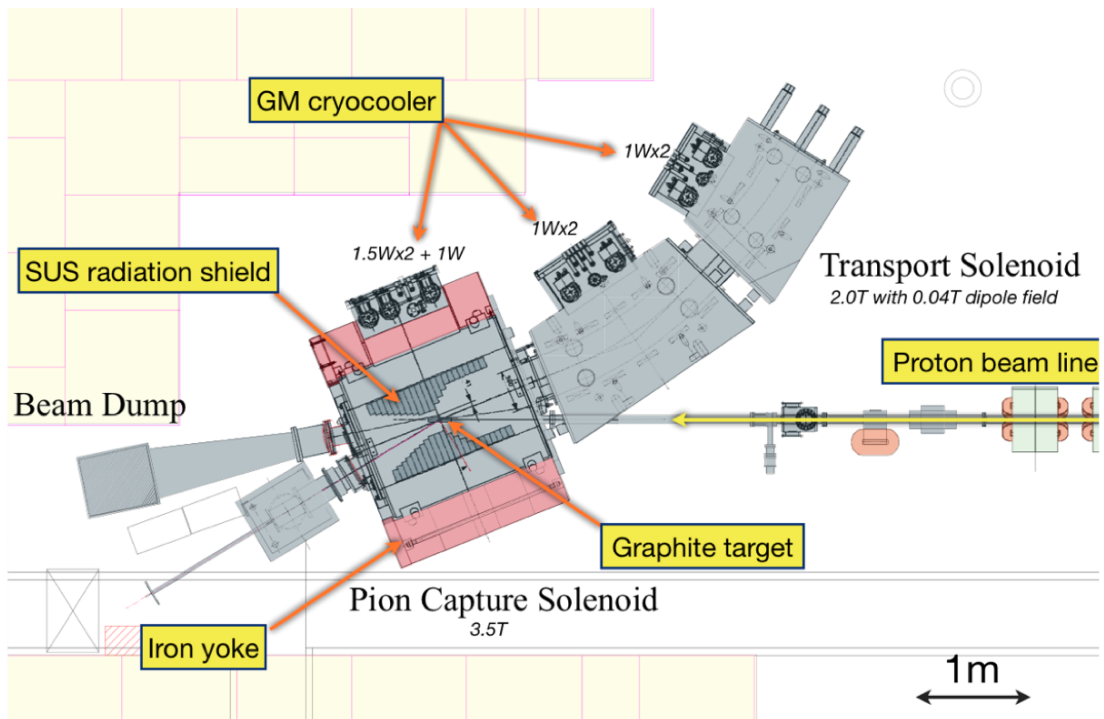 GM cryocooler
1Wx2
1Wx2
1.5Wx2 + 1W
SUS radiation shield
Transport Solenoid
2.0T with 0.04T dipole field
Proton beam line
Beam Dump
Graphite target
Pion Capture Solenoid
3.5T
Iron yoke
1m